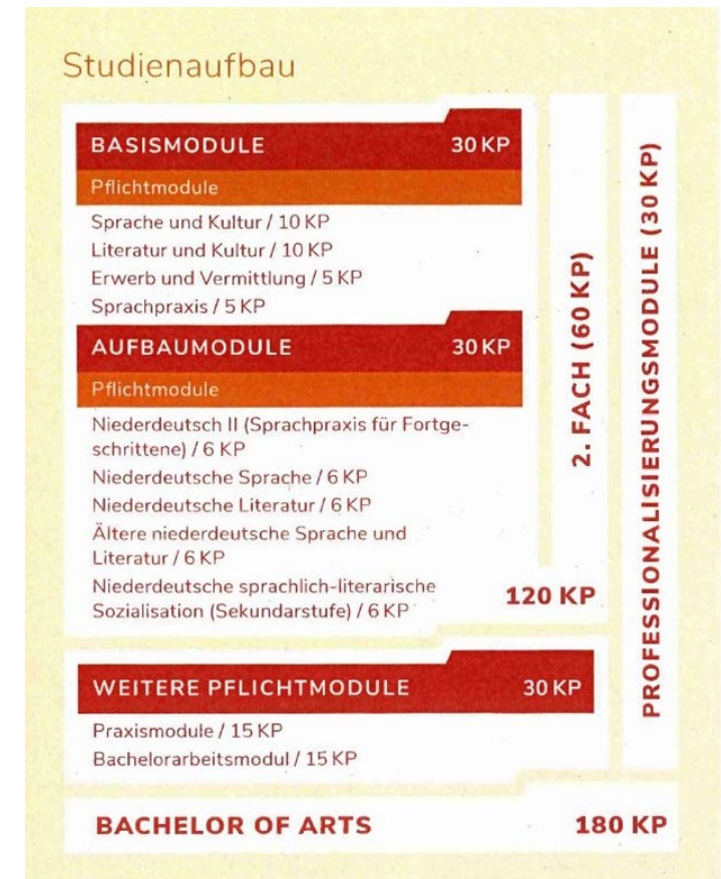 Studienaufbau
BASISMODULE 30 KP
Pflichtmodule
Sprache und Kultur / 10 KP
Literatur und Kultur / 10 KP
Erwerb und Vermittlung / 5 KP
Sprachpraxis / 5 KP
AUFBAUMODULE 30 KP
Pflichtmodule
Niederdeutsch II (Sprachpraxis für Fortge-
schrittene) / 6 KP
Niederdeutsche Sprache / 6 KP
Niederdeutsche Literatur / 6 KP
Ältere niederdeutsche Sprache und
Literatur / 6 KP
Niederdeutsche sprachlich-literarische
Sozialisation (Sekundarstufe) / 6 KP
2. FACH (60 KP)
120 KP
WEITERE PFLICHTMODULE 30 KP
Praxismodule / 15 KP
Bachelorarbeitsmodul / 15 KP
PROFESSIONALISIERUNGSMODULE (30 KP)
BACHELOR OF ARTS 180 KP